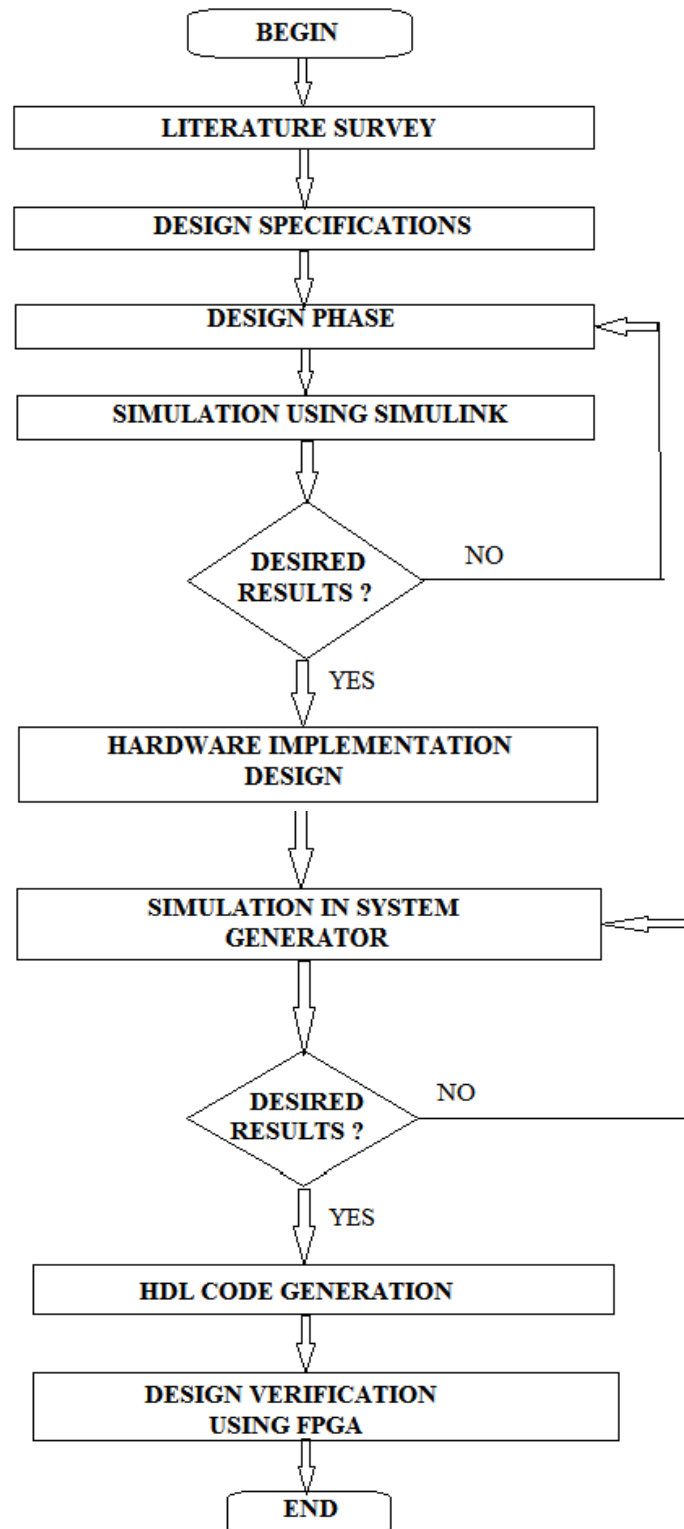 BEGIN
LITERATURE SURVEY
DESIGN SPECIFICATIONS
DESIGN PHASE
SIMULATION USING SIMULINK
DESIRED
RESULTS ?
NO
YES
HARDWARE IMPLEMENTATION
DESIGN
SIMULATION IN SYSTEM
GENERATOR
DESIRED
RESULTS ?
NO
YES
HDL CODE GENERATION
DESIGN VERIFICATION
USING FPGA
END